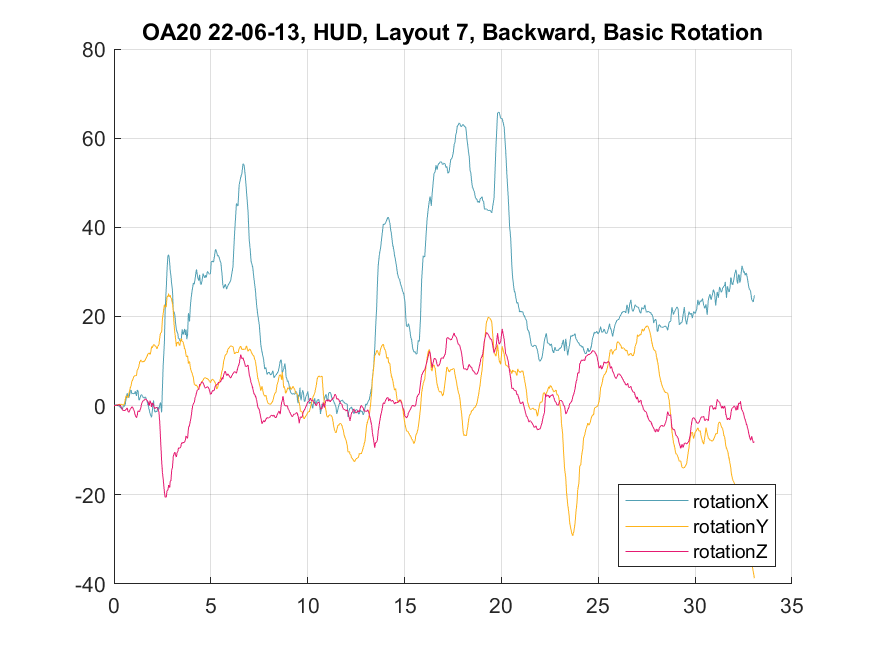 OA20 22-06-13, HUD, Layout 7, Backward, Basic Rotation
80
60
40
20
0
-20
-40
0 5 10 15 20 25 30 35
rotationX
rotationY
rotationZ